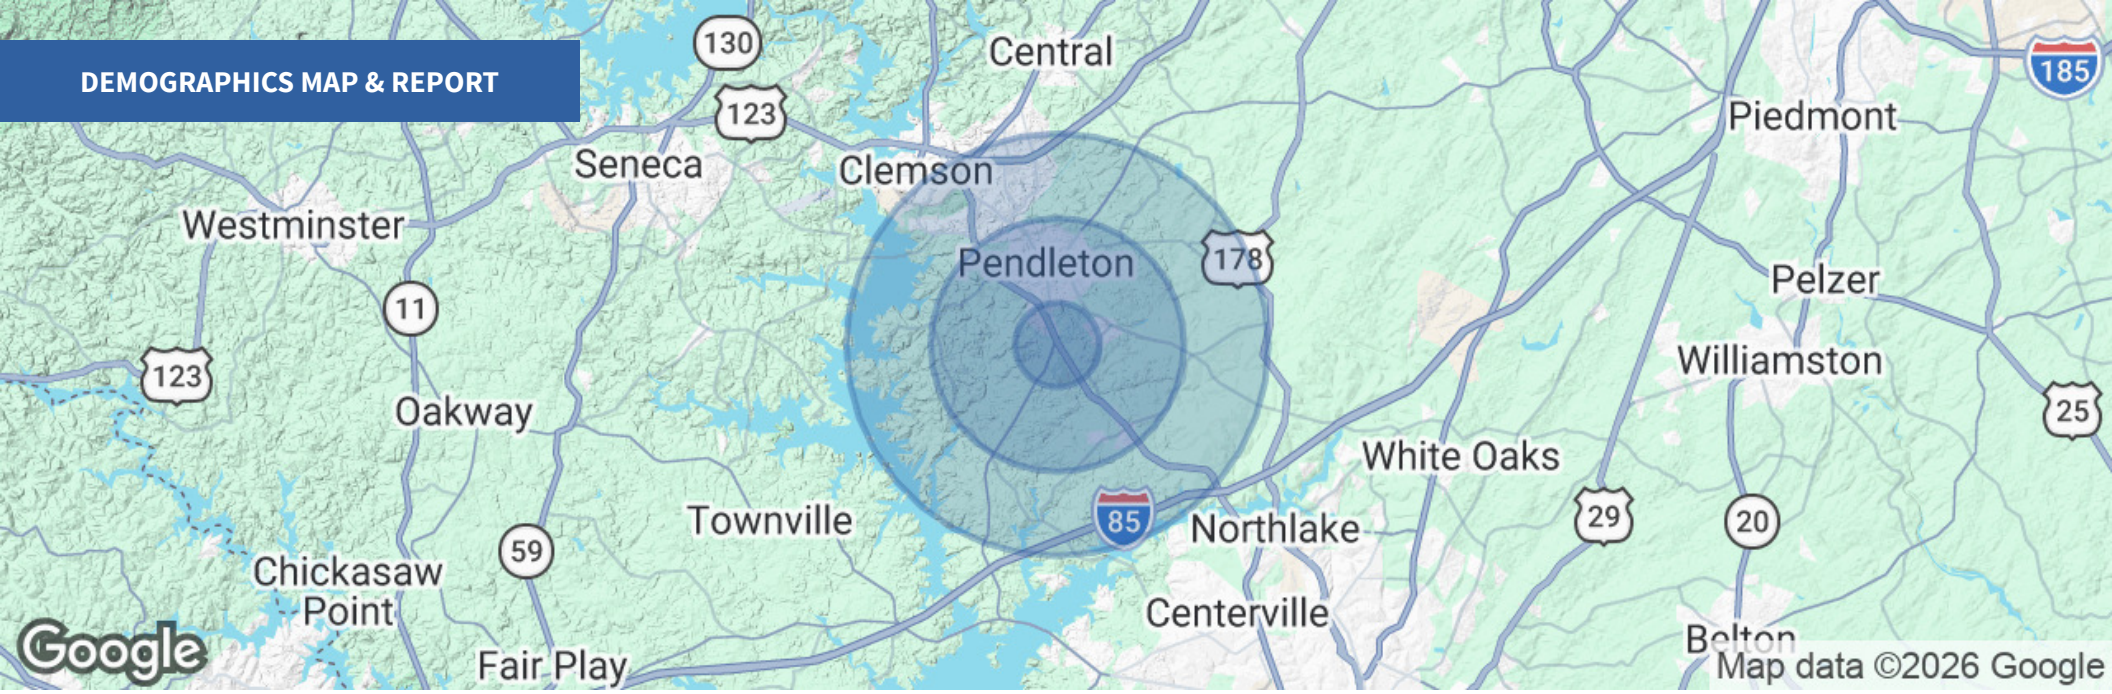 130
Central
DEMOGRAPHICS MAP & REPORT
185
123
Piedmont
Seneca
Clemson
Westminster
Pendleton
178
Pelzer
11
123
Williamston
Oakway
25
White Oaks
Townville
85
Northlake
29
20
59
Chickasaw
Point
Centerville
Belton
Google
Fair Play
Map data ©2026 Google